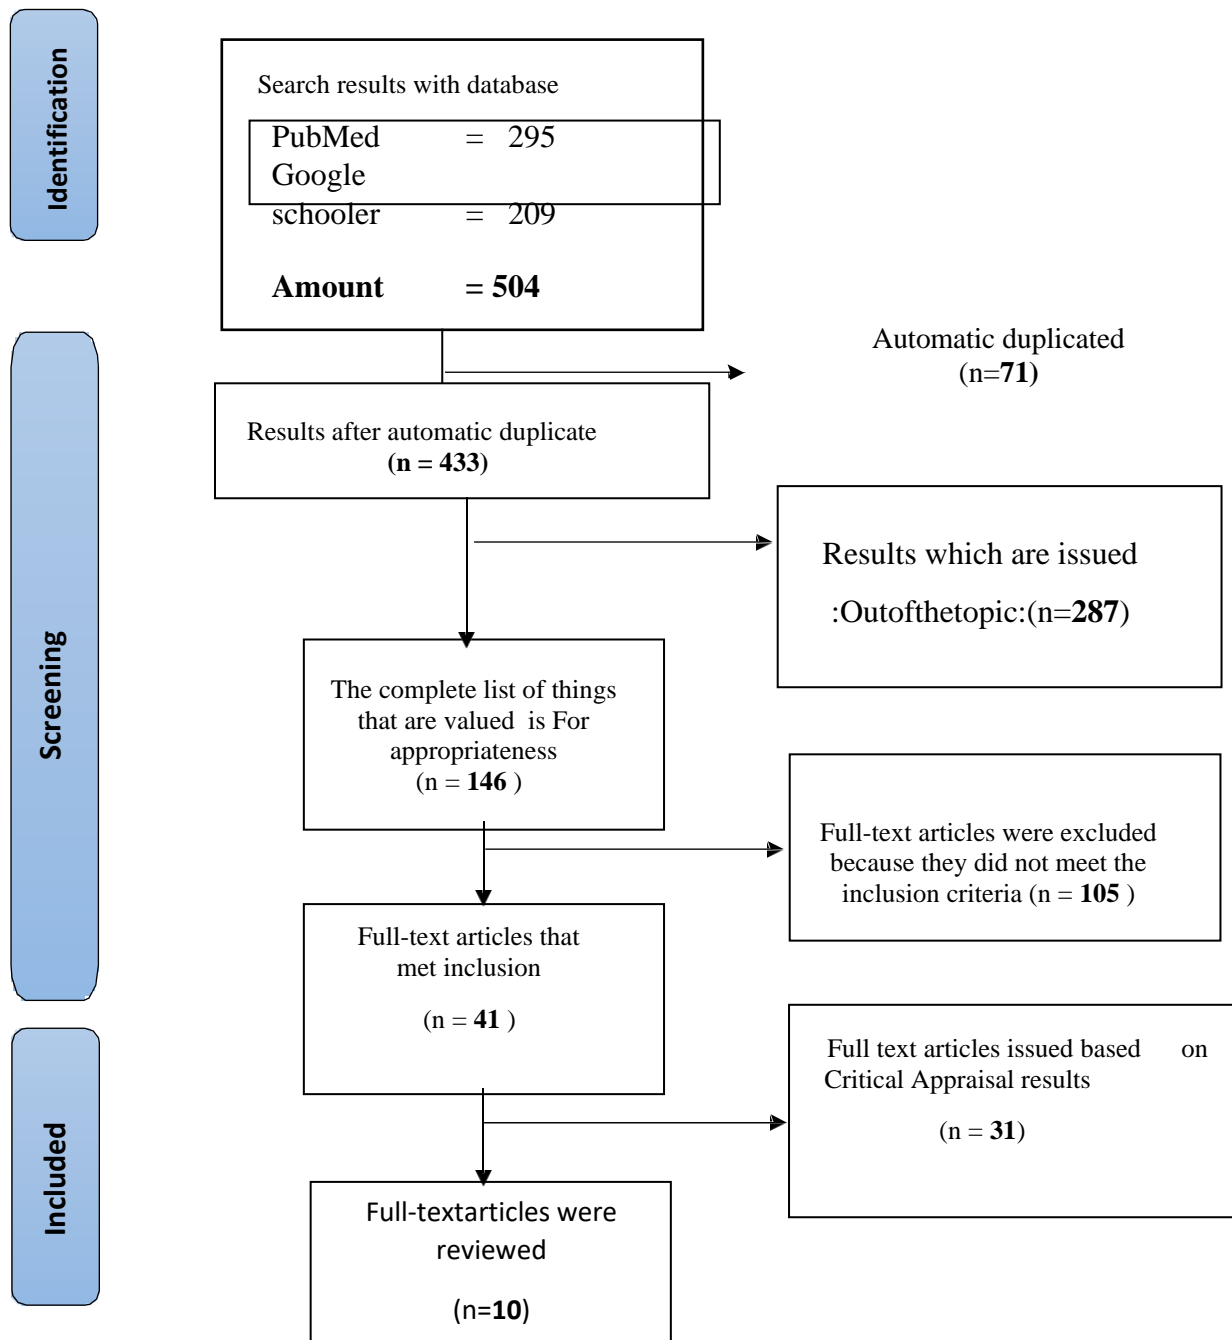 Identification
Search results with database
PubMed = 295
Google
schooler = 209
Amount = 504
Automatic duplicated
(n=71)
Screening
Results after automatic duplicate
(n = 433)
Results which are issued
:Outofthetopic:(n=287)
The complete list of things
that are valued is For
appropriateness
(n = 146 )
Full-text articles were excluded
because they did not meet the
inclusion criteria (n = 105 )
Full-text articles that
met inclusion
(n = 41 )
Full text articles issued based on
Critical Appraisal results
(n = 31)
Included
Full-textarticles were
reviewed
(n=10)